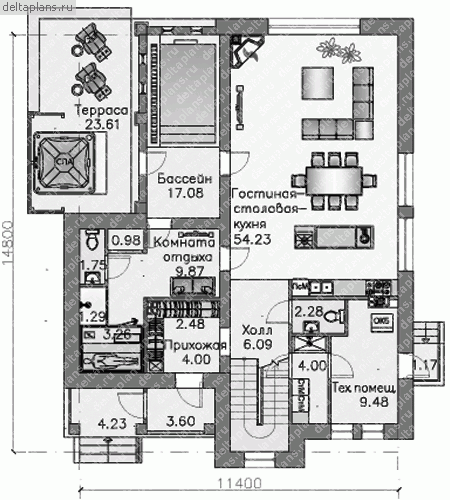 deltaplans.ru
Терраса
23.61
СПА
Бассейн
17.08
Гостиная-
столовая-
кухня
54.23
0.98
Комната
отдыха
9.87
1.75
1.29
3.26
2.48
Прихожая
4.00
Холл
6.09
ПсМ
2.28
ОКБ
4.00
Тех.помещ.
9.48
1.17
4.23
3.60
14800
11400
deltaplans.ru